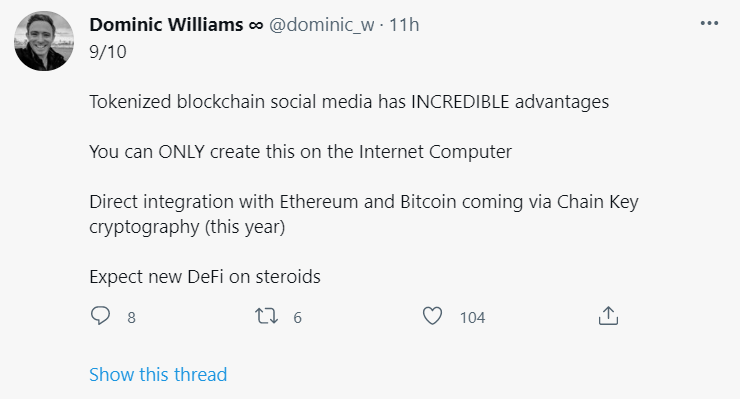 Dominic Williams ∞ @dominic_w · 11h
9/10
Tokenized blockchain social media has INCREDIBLE advantages
You can ONLY create this on the Internet Computer
Direct integration with Ethereum and Bitcoin coming via Chain Key
cryptography (this year)
Expect new DeFi on steroids
8 6 104
Show this thread